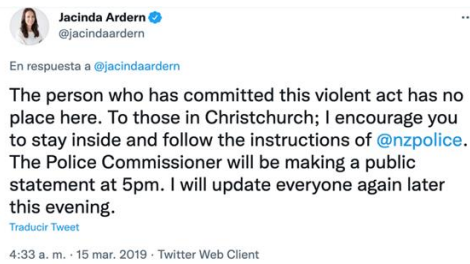 Jacinda Ardern
@jacindaardern
En respuesta a @jacindaardern
The person who has committed this violent act has no
place here. To those in Christchurch; I encourage you
to stay inside and follow the instructions of @nzpolice.
The Police Commissioner will be making a public
statement at 5pm. I will update everyone again later
this evening.
Traducir Tweet
4:33 a. m. · 15 mar. 2019 · Twitter Web Client